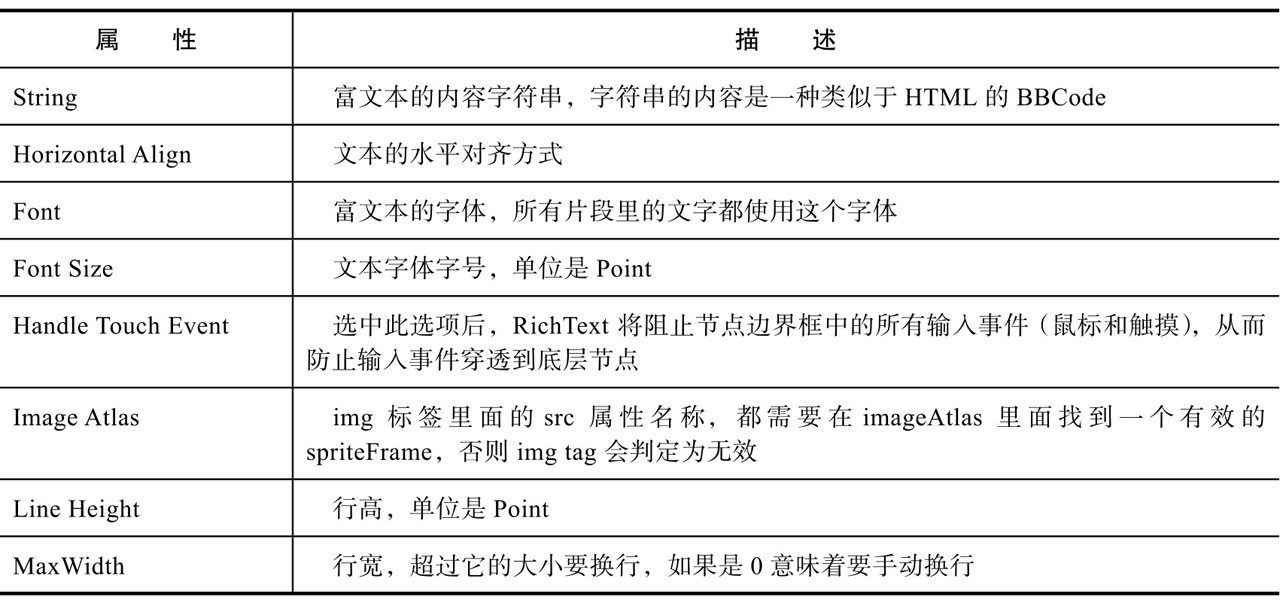 属 性 描 述
String 富文本的内容字符串，字符串的内容是一种类似于 HTML 的 BBCode
Horizontal Align 文本的水平对齐方式
Font 富文本的字体，所有片段里的文字都使用这个字体
Font Size 文本字体字号，单位是 Point
Handle Touch Event 选中此选项后，RichText 将阻止节点边界框中的所有输入事件（鼠标和触摸），从而
防止输入事件穿透到底层节点
Image Atlas img 标签里面的 src 属性名称，都需要在 imageAtlas 里面找到一个有效的
spriteFrame，否则 img tag 会判定为无效
Line Height 行高，单位是 Point
MaxWidth 行宽，超过它的大小要换行，如果是 0 意味着要手动换行